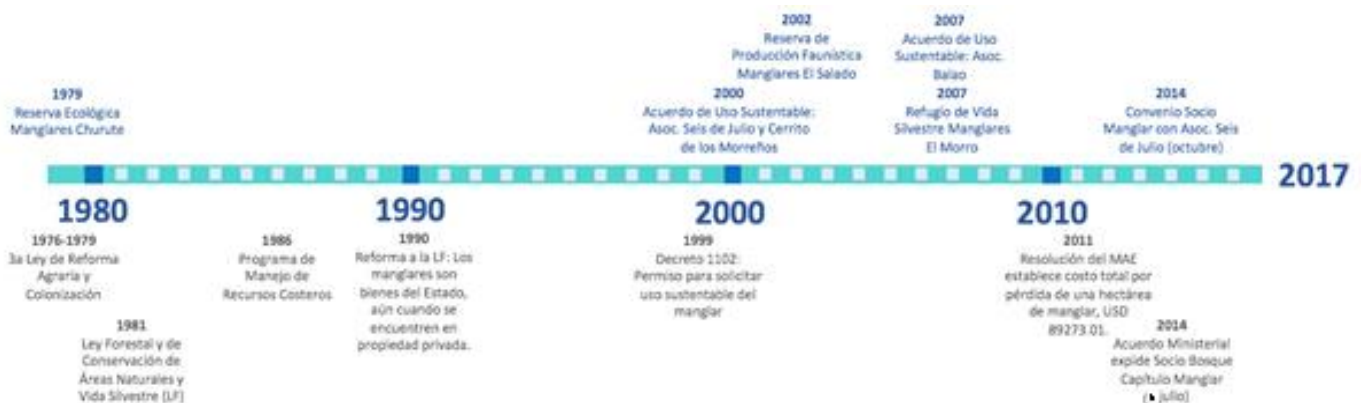 2002
Reserva de
Producción Faunística
Manglares El Salado
2007
Acuerdo de Uso
Sustentable: Asoc.
Balao
1979
Reserva Ecológica
Manglares Churute
2000
Acuerdo de Uso Sustentable:
Asoc. Seis de Julio y Cerrito
de los Morreños
2007
Refugio de Vida
Silvestre Manglares
El Morro
2014
Convenio Socio
Manglar con Asoc. Seis
de Julio (octubre)
2017
1980
1990
2000
2010
1976-1979
3a Ley de Reforma
Agraria y
Colonización
1981
Ley Forestal y de
Conservación de
Áreas Naturales y
Vida Silvestre (LF)
1986
Programa de
Manejo de
Recursos Costeros
1990
Reforma a la LF: Los
manglares son
bienes del Estado,
aún cuando se
encuentren en
propiedad privada.
1999
Decreto 1102:
Permiso para solicitar
uso sustentable del
manglar
2011
Resolución del MAE
establece costo total por
pérdida de una hectárea
de manglar, USD
89273.01.
2014
Acuerdo Ministerial
expide Socio Bosque
Capítulo Manglar
julio)